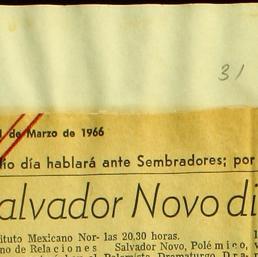 31
de Marzo de 1966
dio día hablará ante Sembradores; por
alvador Novo di
ituto Mexicano Nor- las 20.30 horas.
no de Relaciones Salvador Novo, Polémico,
Dramaturgo